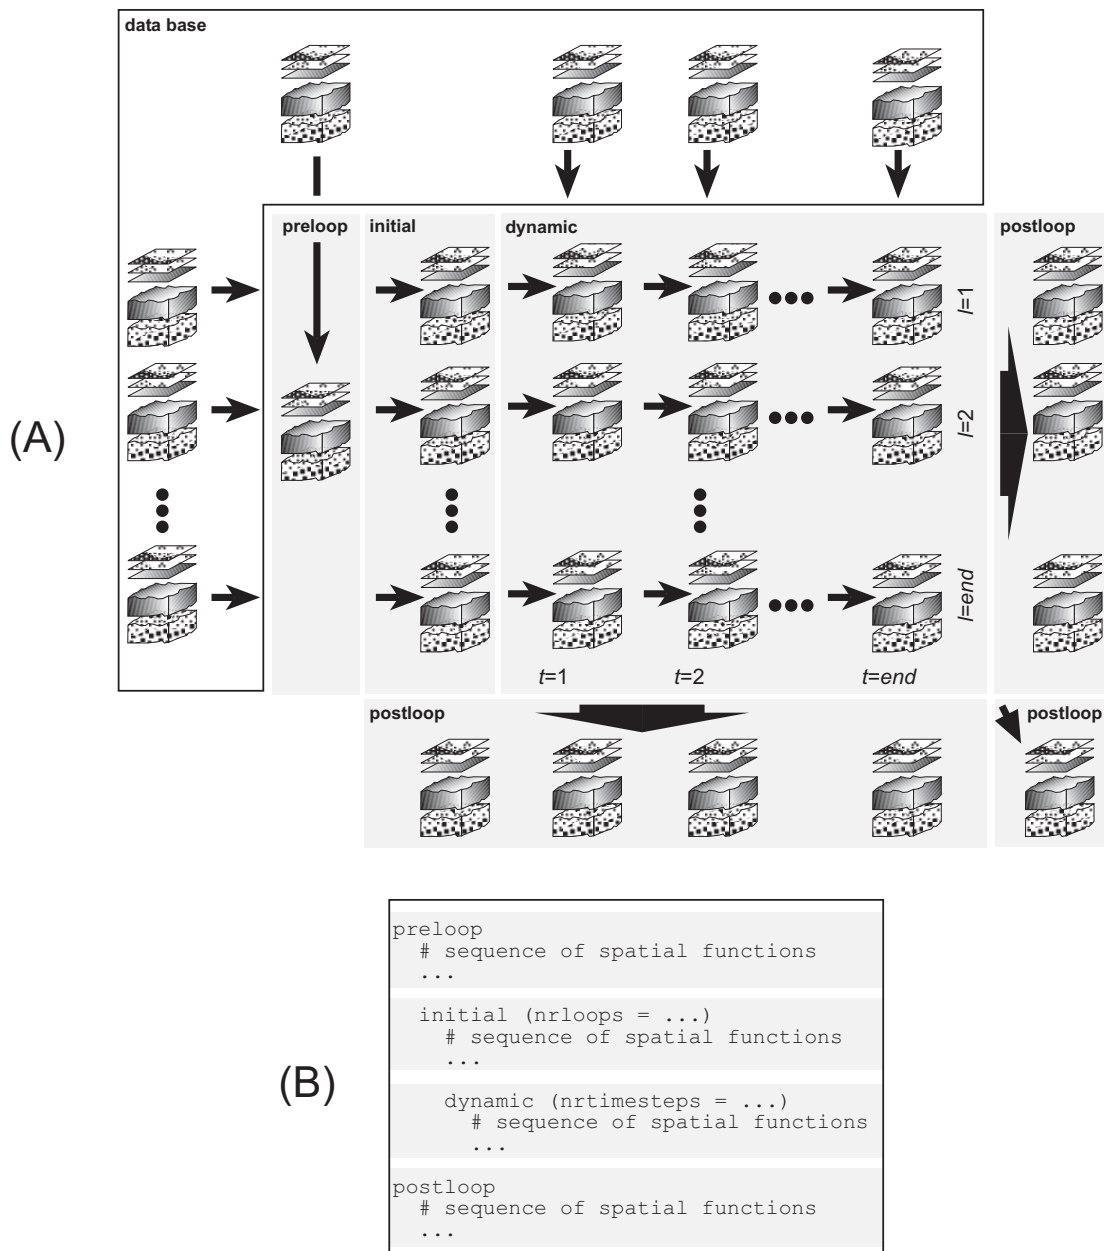 data base
preloop
initial
dynamic
postloop
l=1
(A)
l=2
l=end
t=1
t=2
t=end
postloop
postloop
(B)
preloop
# sequence of spatial functions
...
initial (nrloops = ...)
# sequence of spatial functions
...
dynamic (nrtimesteps = ...)
# sequence of spatial functions
...
postloop
# sequence of spatial functions
...